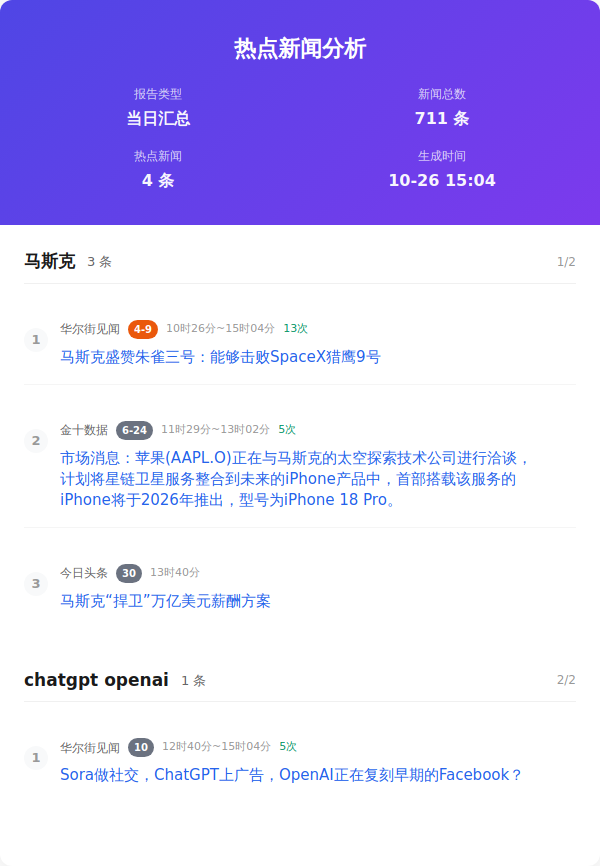 热点新闻分析
报告类型
新闻总数
当日汇总
711 条
热点新闻
生成时间
4 条
10-26 15:04
马斯克 3 条 1/2
1 华尔街见闻 4-9 10时26分~15时04分 13次
马斯克盛赞朱雀三号：能够击败SpaceX猎鹰9号
2 金十数据 6-24 11时29分~13时02分 5次
市场消息：苹果(AAPL.O)正在与马斯克的太空探索技术公司进行洽谈，
计划将星链卫星服务整合到未来的iPhone产品中，首部搭载该服务的
iPhone将于2026年推出，型号为iPhone 18 Pro。
3 今日头条 30 13时40分
马斯克“捍卫”万亿美元薪酬方案
chatgpt openai 1 条 2/2
1 华尔街见闻 10 12时40分~15时04分 5次
Sora做社交，ChatGPT上广告，OpenAI正在复刻早期的Facebook？